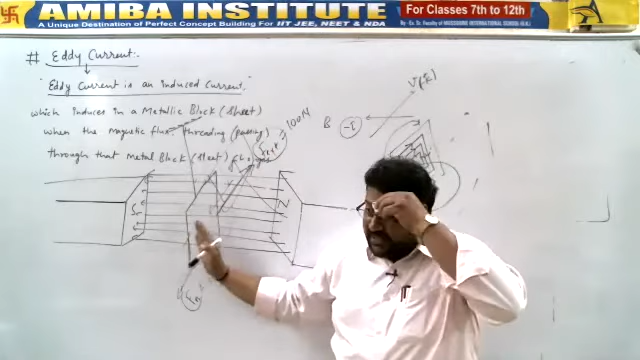 AMIBA INSTITUTE
A Unique Destination of Perfect Concept Building For IIT JEE, NEET & NDA
For Classes 7th to 12th
# Eddy Current:-
"Eddy Current is an induced Current."
which induces in a Metallic Block (Sheet)
when the Magnetic flux threading (passing)
through that Metal Block (Sheet)
= 100N
B